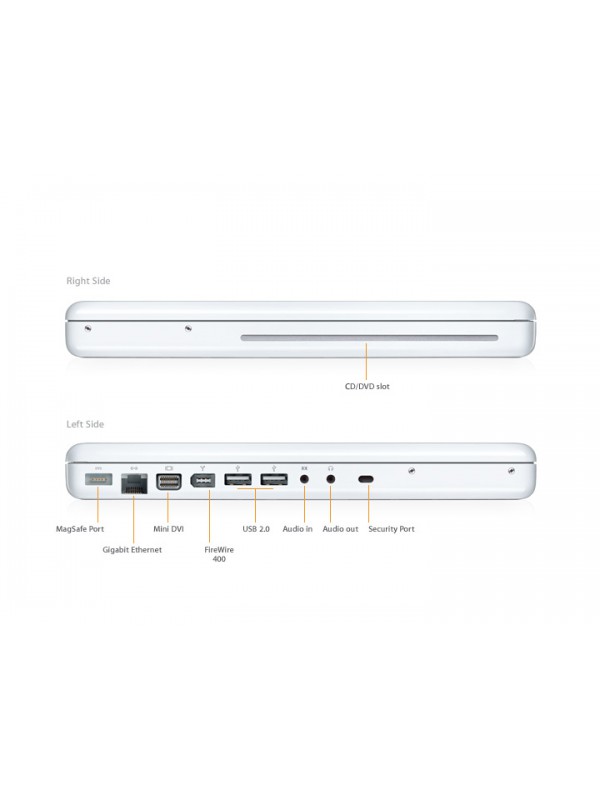 Right Side
CD/DVD slot
Left Side
MagSafe Port
Gigabit Ethernet
Mini DVI
FireWire
400
USB 2.0
Audio in
Audio out
Security Port